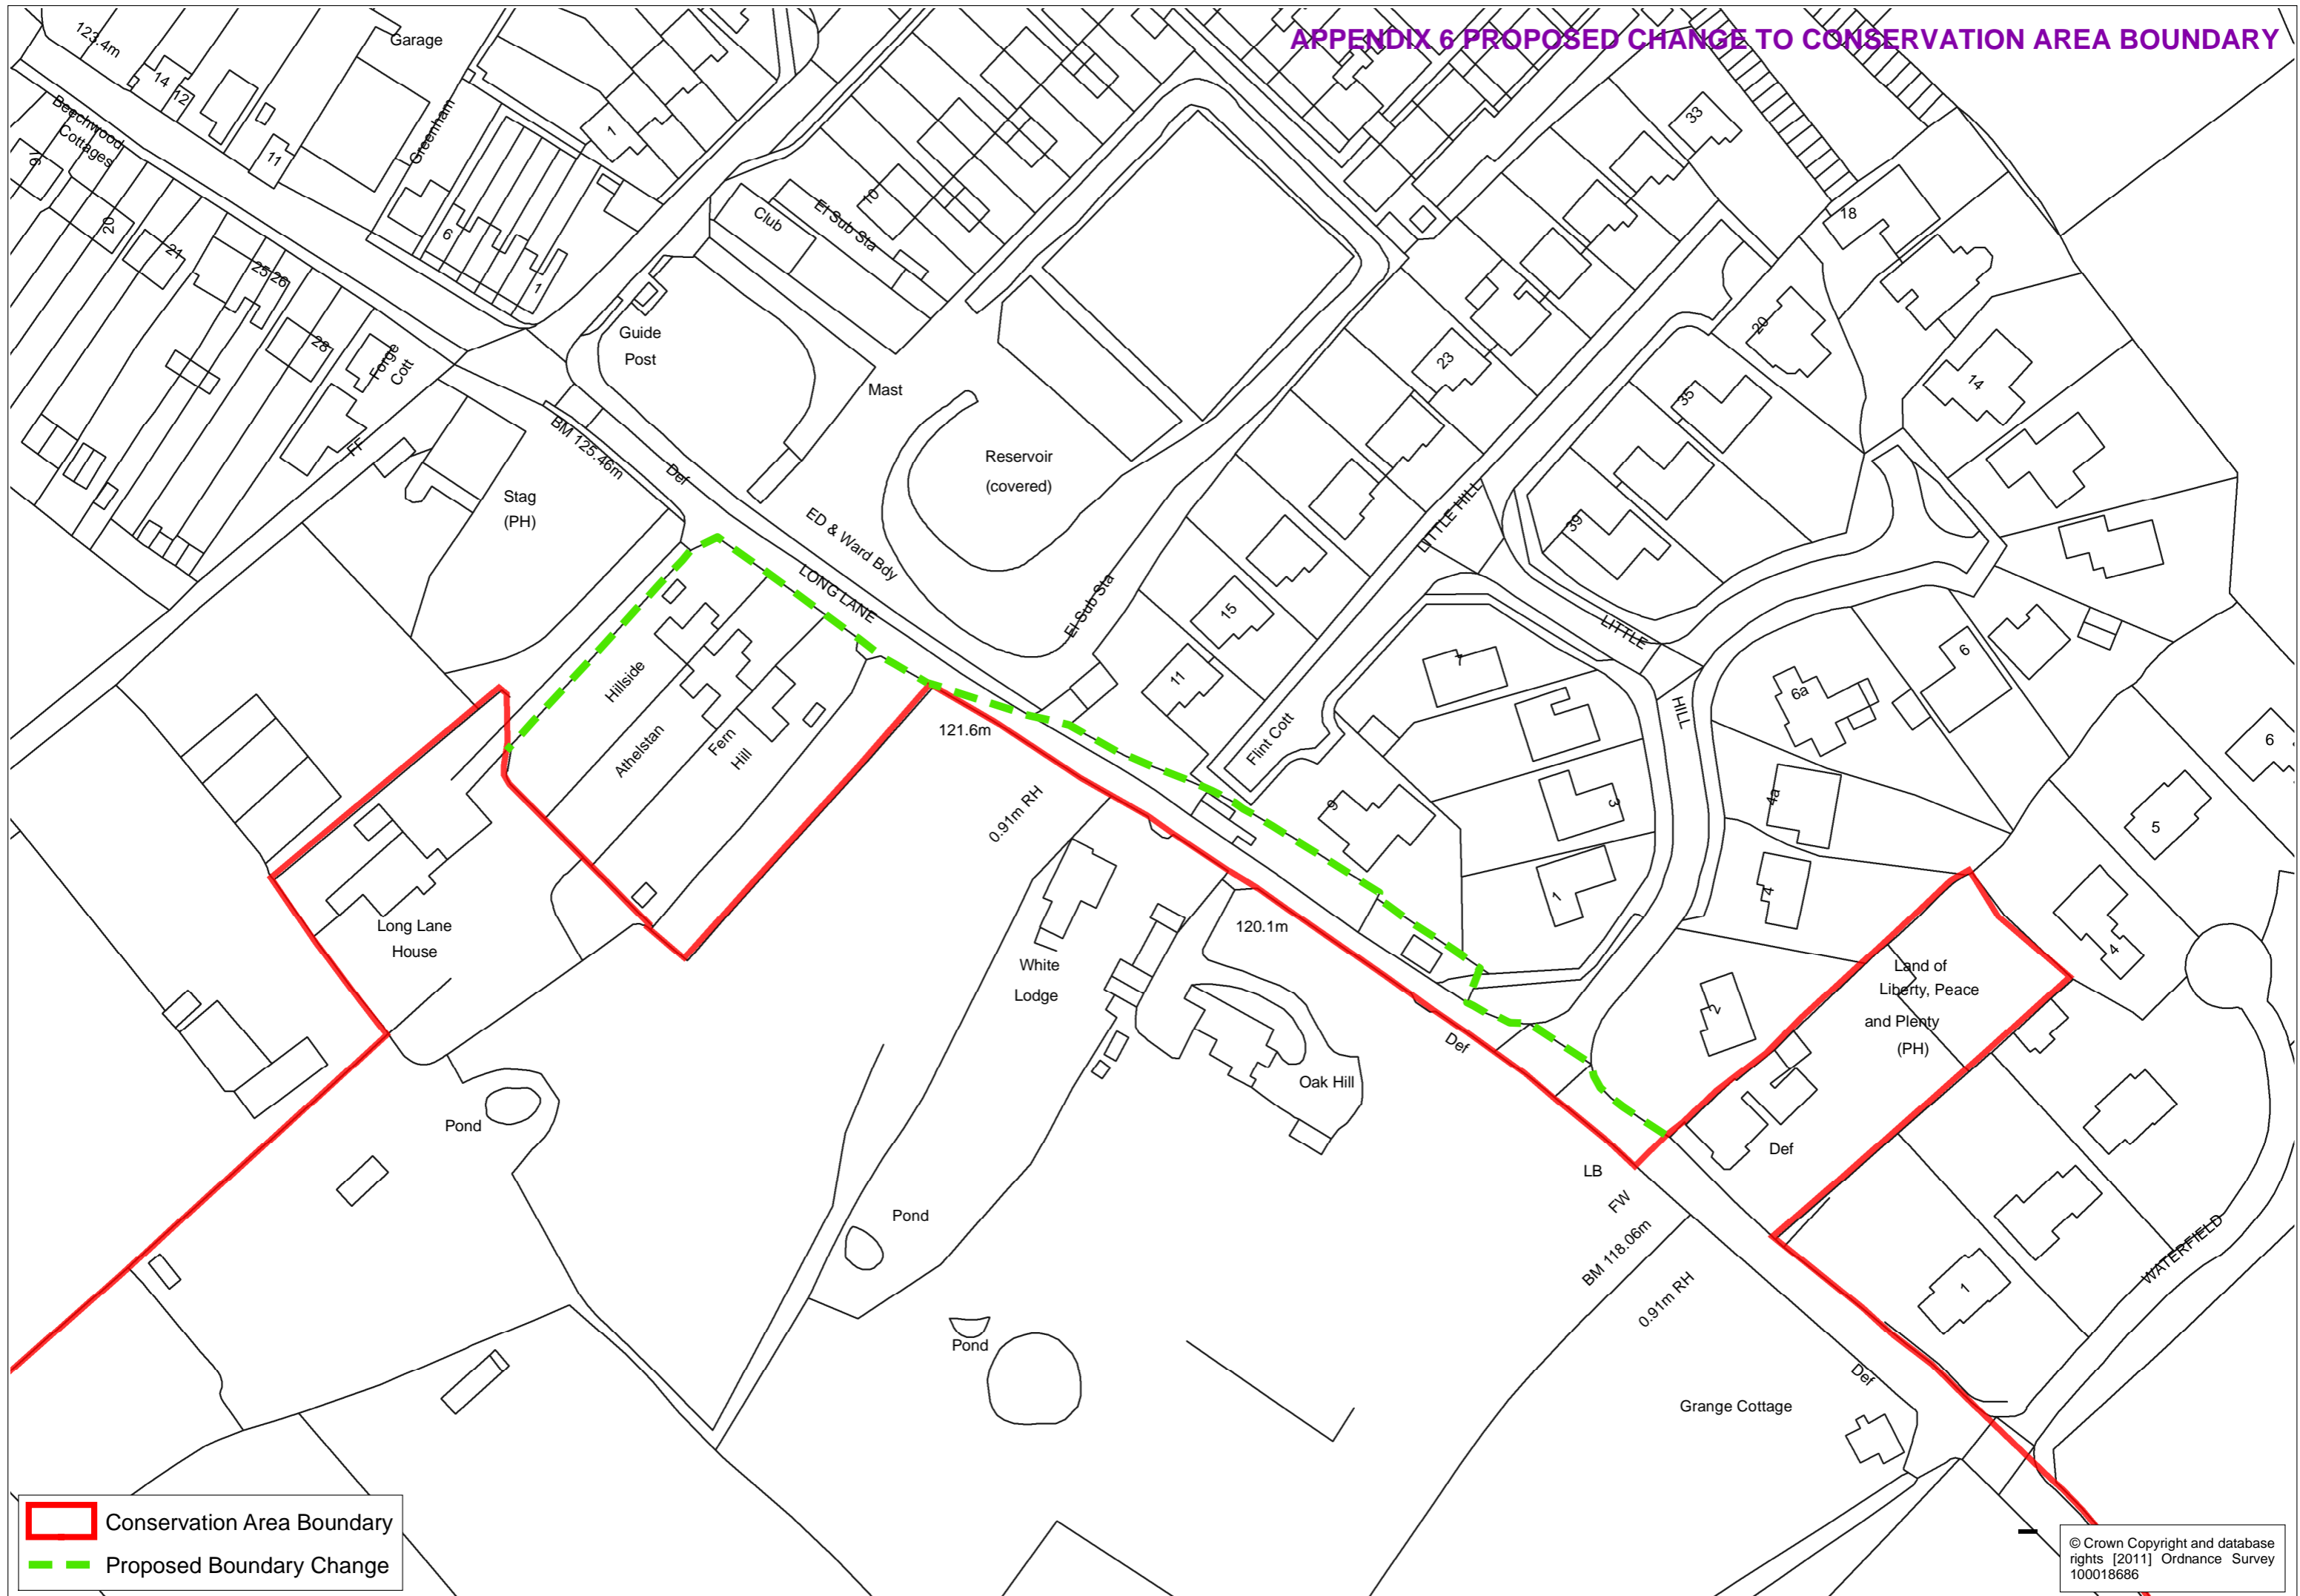 APPENDIX 6 PROPOSED CHANGE TO CONSERVATION AREA BOUNDARY
123.4m
Garage
14
12
Beechwood
Cottages
16
11
Greenham
1
33
20
21
25
26
28
6
1
Club
El Sub Sta
10
18
Forge
Cott
Guide
Post
Mast
23
20
35
14
FF
BM 125.46m
Def
Stag
(PH)
Reservoir
(covered)
LITTLE HILL
39
ED & Ward Bdy
LONG LANE
El Sub Sta
15
11
LITTLE
HILL
7
6a
6
6
Hillside
Athelstan
Fern
Hill
121.6m
0.91m RH
Flint Cott
9
3
4a
5
1
4
4
Long Lane
House
120.1m
White
Lodge
Land of
Liberty, Peace
and Plenty
(PH)
2
Def
Oak Hill
Pond
Def
LB
FW
BM 118.06m
0.91m RH
Pond
WATERFIELD
1
Pond
Def
Grange Cottage
Conservation Area Boundary
Proposed Boundary Change
© Crown Copyright and database
rights [2011] Ordnance Survey
100018686